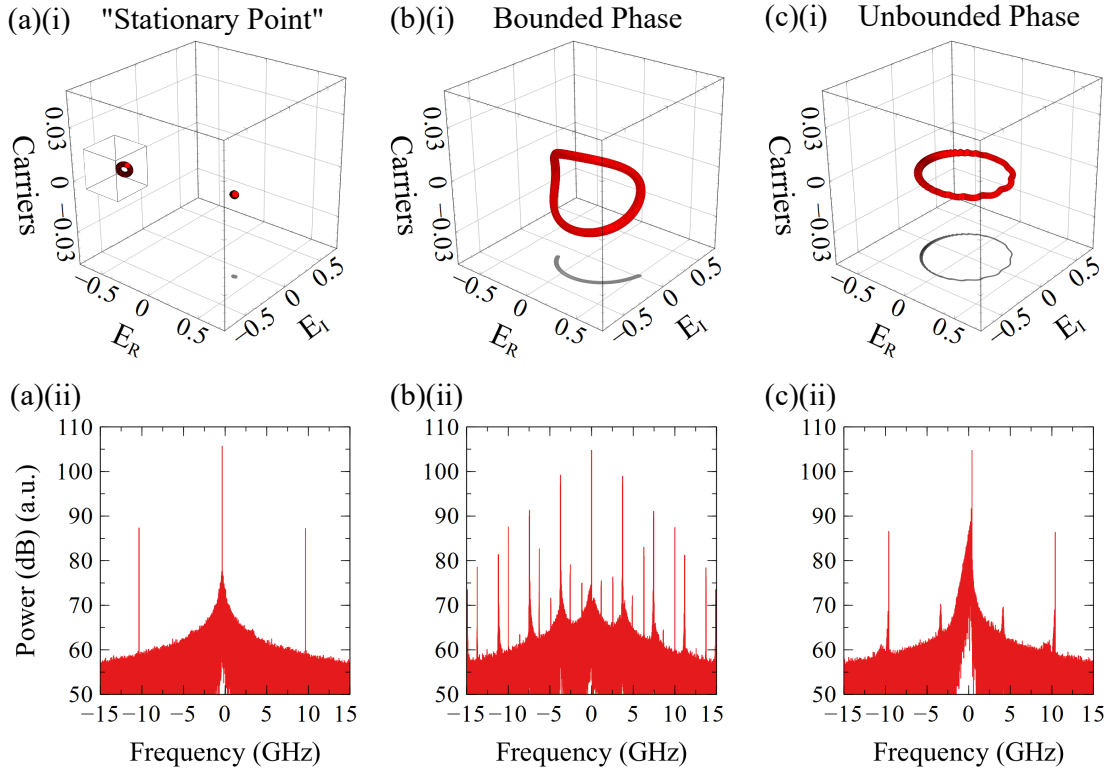 (a)(i) "Stationary Point" (b)(i) Bounded Phase (c)(i) Unbounded Phase
Carriers 0.03 0 −0.03 −0.5 0 0.5 E_R −0.5 0 0.5 E_I
Carriers 0.03 0 −0.03 −0.5 0 0.5 E_R −0.5 0 0.5 E_I
Carriers 0.03 0 −0.03 −0.5 0 0.5 E_R −0.5 0 0.5 E_I
(a)(ii) (b)(ii) (c)(ii)
Power (dB) (a.u.)
110 110 110
100 100 100
90 90 90
80 80 80
70 70 70
60 60 60
50 50 50
−15 −10 −5 0 5 10 15 −15 −10 −5 0 5 10 15 −15 −10 −5 0 5 10 15
Frequency (GHz) Frequency (GHz) Frequency (GHz)